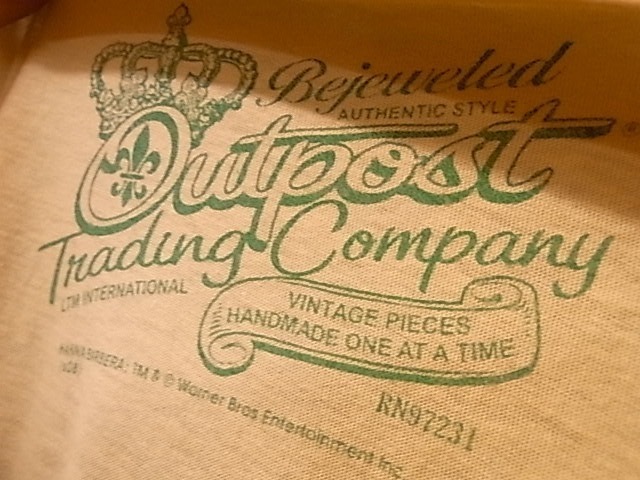 Bejeweled
AUTHENTIC STYLE
Outpost
Trading Company
LTM INTERNATIONAL
VINTAGE PIECES
HANDMADE ONE AT A TIME
HANNA BARBERA: TM & © Warner Bros Entertainment Inc
RN97231